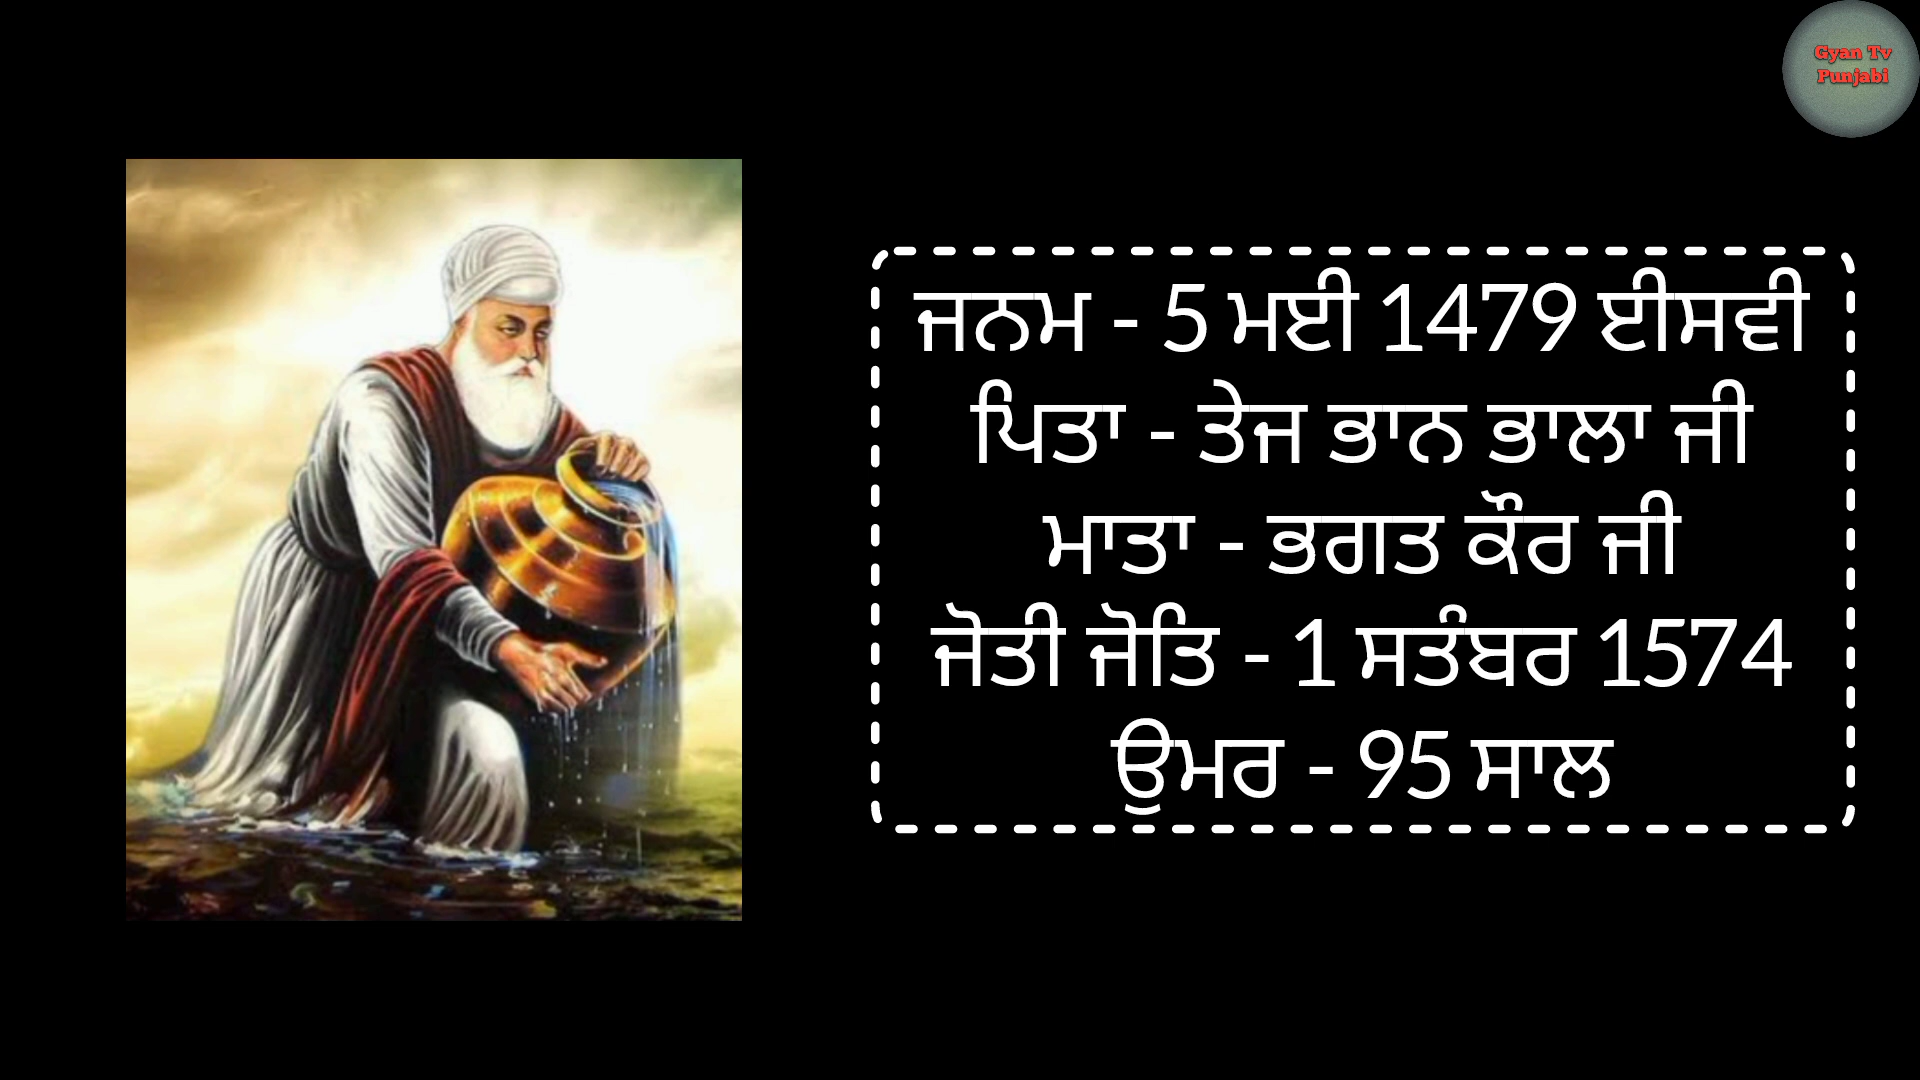 Gyan Tv
Punjabi
ਜਨਮ - 5 ਮਈ 1479 ਈਸਵੀ
ਪਿਤਾ - ਤੇਜ ਭਾਨ ਭਾਲਾ ਜੀ
ਮਾਤਾ - ਭਗਤ ਕੌਰ ਜੀ
ਜੋਤੀ ਜੋਤਿ - 1 ਸਤੰਬਰ 1574
ਉਮਰ - 95 ਸਾਲ